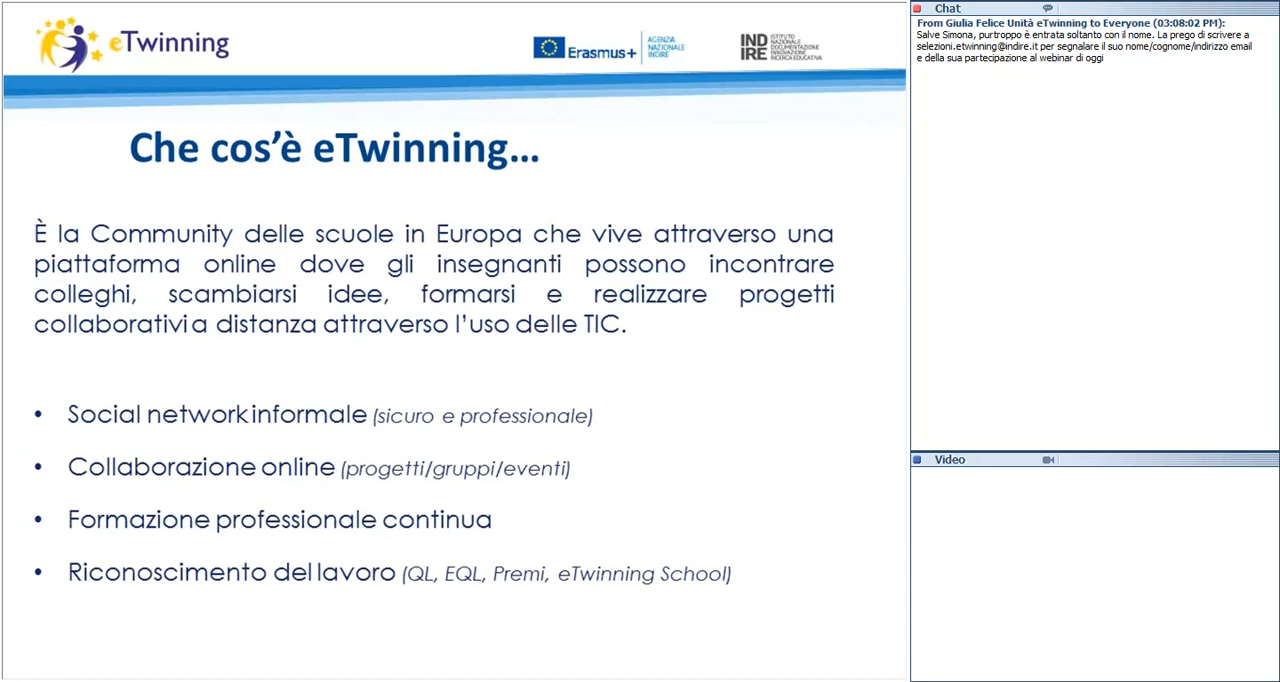 eTwinning
Erasmus+
AGENZIA
NAZIONALE
INDIRE
IND
IRE
ISTITUTO
NAZIONALE
DOCUMENTAZIONE
INNOVAZIONE
RICERCA EDUCATIVA
Che cos’è eTwinning…
È la Community delle scuole in Europa che vive attraverso una
piattaforma online dove gli insegnanti possono incontrare
colleghi, scambiarsi idee, formarsi e realizzare progetti
collaborativi a distanza attraverso l’uso delle TIC.
• Social network informale (sicuro e professionale)
• Collaborazione online (progetti/gruppi/eventi)
• Formazione professionale continua
• Riconoscimento del lavoro (QL, EQL, Premi, eTwinning School)
Chat
From Giulia Felice Unità eTwinning to Everyone (03:08:02 PM):
Salve Simona, purtroppo è entrata soltanto con il nome. La prego di scrivere a
selezioni.etwinning@indire.it per segnalare il suo nome/cognome/indirizzo email
e della sua partecipazione al webinar di oggi
Video